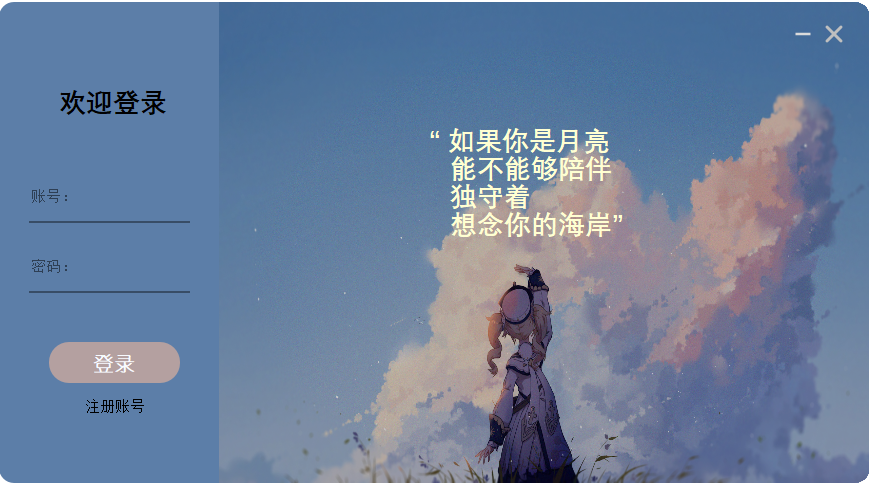 欢迎登录
账号：
密码：
登录
注册账号
“ 如果你是月亮
能不能够陪伴
独守着
想念你的海岸”